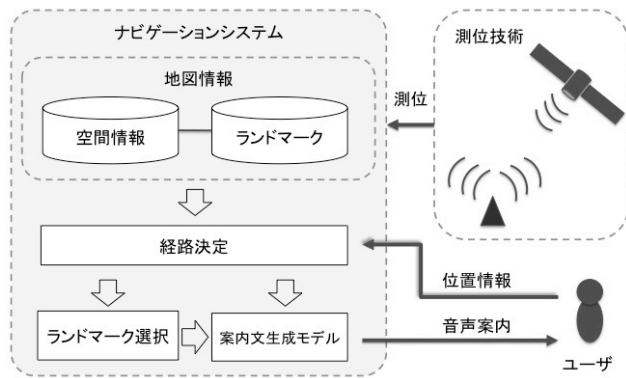 ナビゲーションシステム
地図情報
空間情報
ランドマーク
経路決定
ランドマーク選択
案内文生成モデル
測位技術
測位
位置情報
音声案内
ユーザ